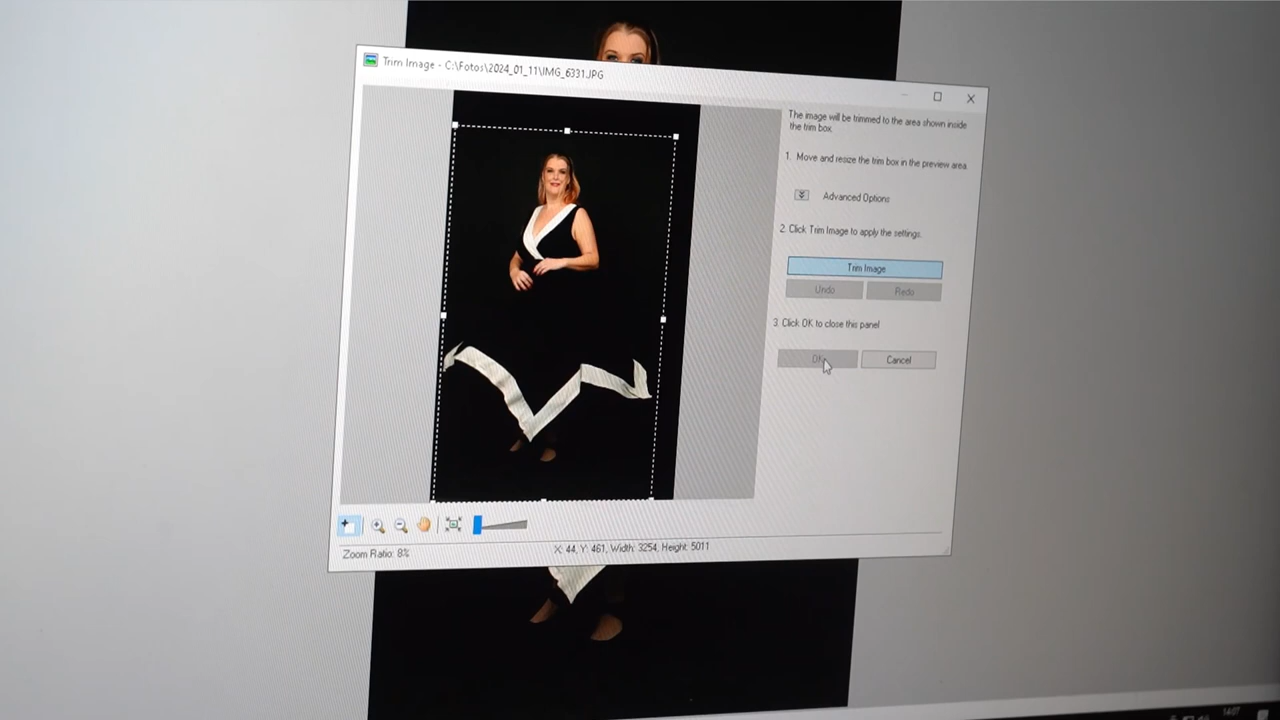 Trim Image - C:\Fotos\2024_01_11\IMG_6331.JPG
The image will be trimmed to the area shown inside
the trim box.
1. Move and resize the trim box in the preview area.
Advanced Options
2. Click Trim Image to apply the settings.
Trim Image
Undo
Redo
3. Click OK to close this panel
OK
Cancel
Zoom Ratio: 8%
X: 44, Y: 461, Width: 3254, Height: 5011
14:07